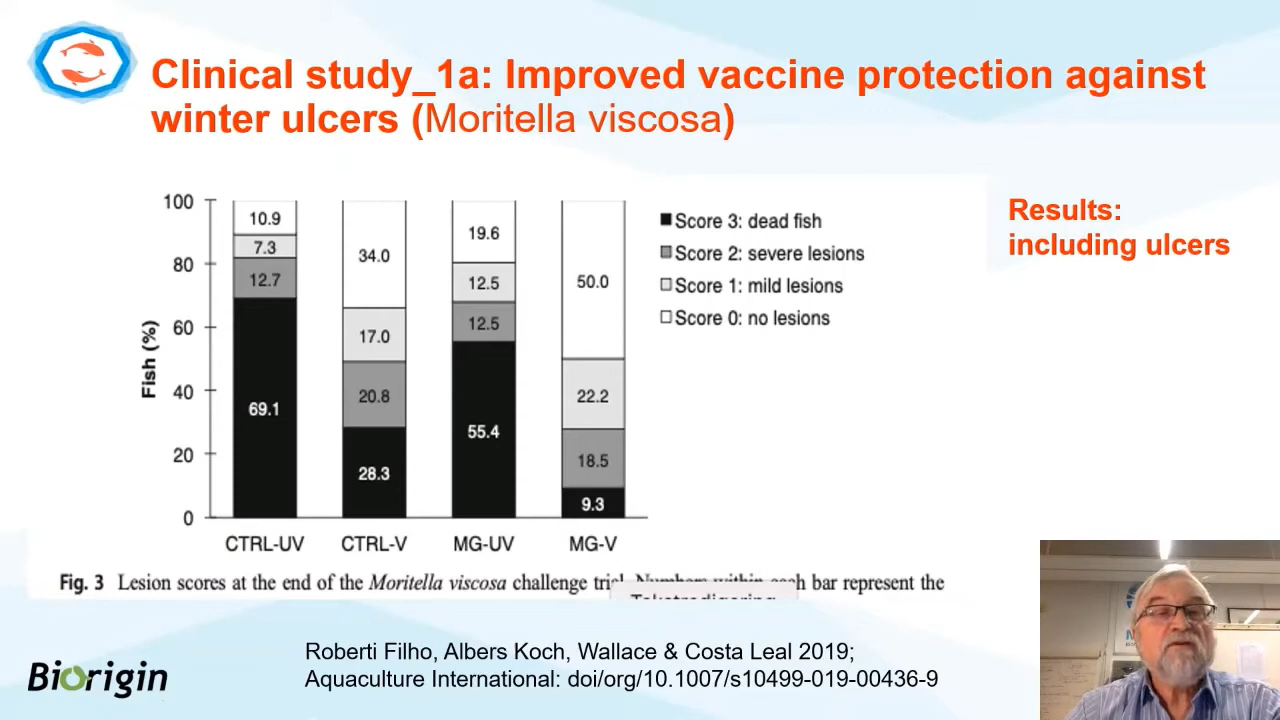 Clinical study_1a: Improved vaccine protection against
winter ulcers (Moritella viscosa)
Results:
including ulcers
100
80
60
40
20
0
Fish (%)
10.9
7.3
12.7
69.1
34.0
17.0
20.8
28.3
19.6
12.5
12.5
55.4
50.0
22.2
18.5
9.3
CTRL-UV
CTRL-V
MG-UV
MG-V
Score 3: dead fish
Score 2: severe lesions
Score 1: mild lesions
Score 0: no lesions
Fig. 3 Lesion scores at the end of the Moritella viscosa challenge trial. Numbers within each bar represent the
Roberti Filho, Albers Koch, Wallace & Costa Leal 2019;
Aquaculture International: doi/org/10.1007/s10499-019-00436-9
Biorigin